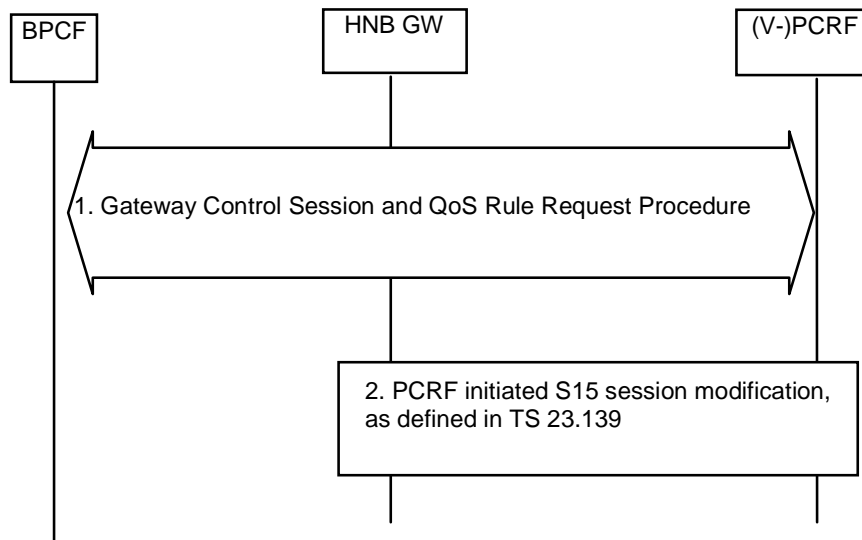 BPCF
HNB GW
(V-)PCRF
1. Gateway Control Session and QoS Rule Request Procedure
2. PCRF initiated S15 session modification,
as defined in TS 23.139